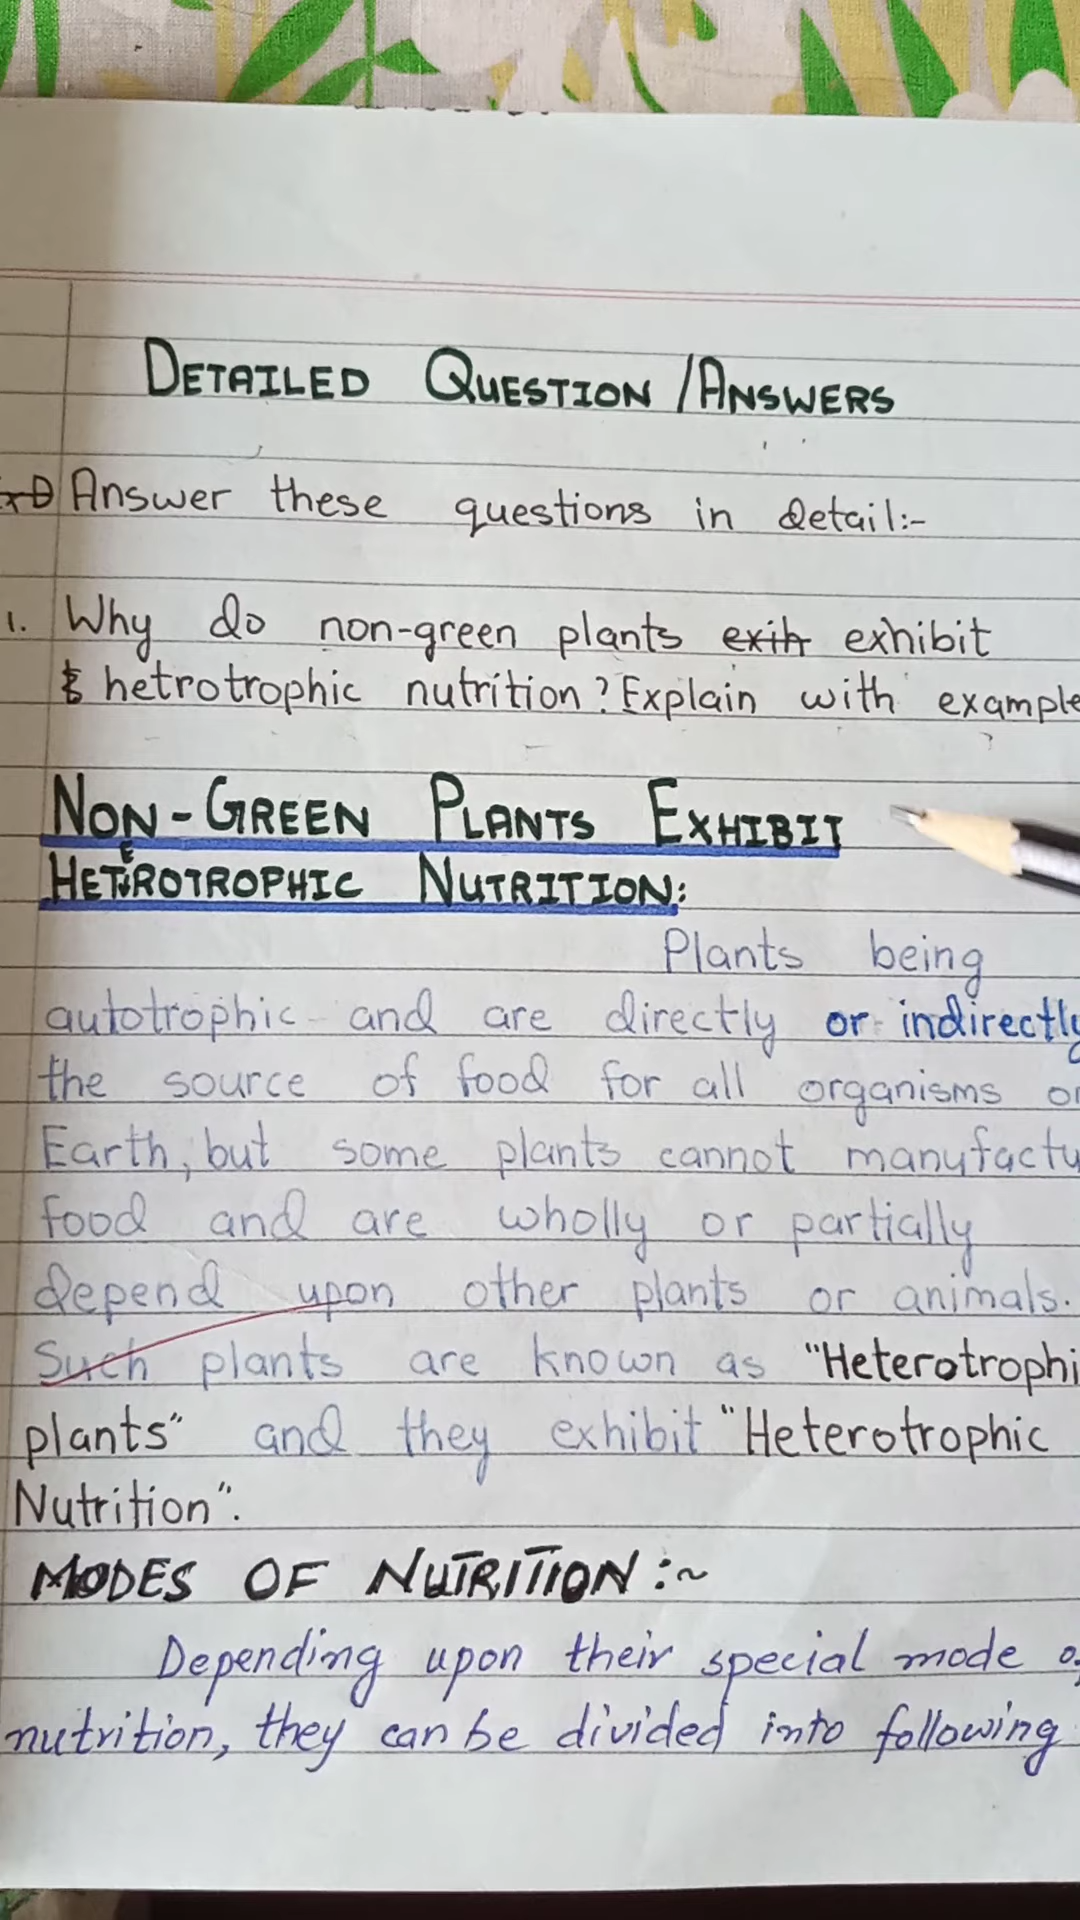 DETAILED QUESTION /ANSWERS
Answer these questions in detail:-
1. Why do non-green plants exith exhibit
hetrotrophic nutrition? Explain with example
NON-GREEN PLANTS EXHIBIT
HETEROTROPHIC NUTRITION:
Plants being
autotrophic and are directly or indirectly
the source of food for all organisms
Earth, but some plants cannot manufactu
food and are wholly or partially
depend upon other plants or animals.
Such plants are known as "Heterotrophi
plants" and they exhibit "Heterotrophic
Nutrition".
MODES OF NUTRITION :~
Depending upon their special mode
nutrition, they can be divided into following